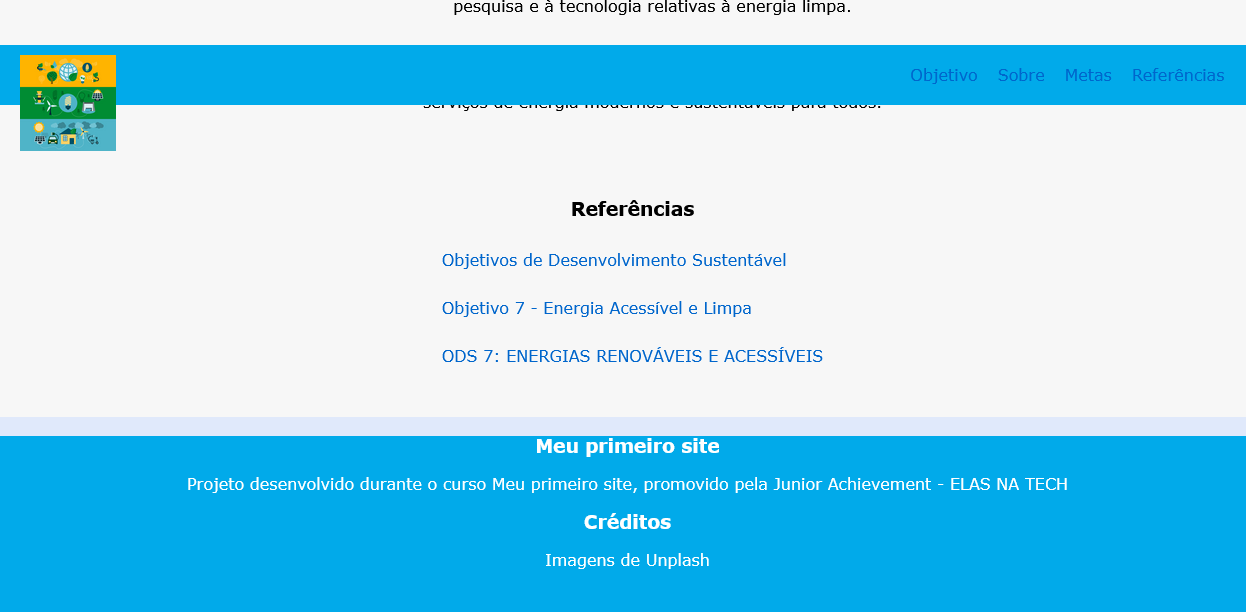 pesquisa e à tecnologia relativas à energia limpa.
Objetivo Sobre Metas Referências
serviços de energia modernos e sustentáveis para todos.
Referências
Objetivos de Desenvolvimento Sustentável
Objetivo 7 - Energia Acessível e Limpa
ODS 7: ENERGIAS RENOVÁVEIS E ACESSÍVEIS
Meu primeiro site
Projeto desenvolvido durante o curso Meu primeiro site, promovido pela Junior Achievement - ELAS NA TECH
Créditos
Imagens de Unplash